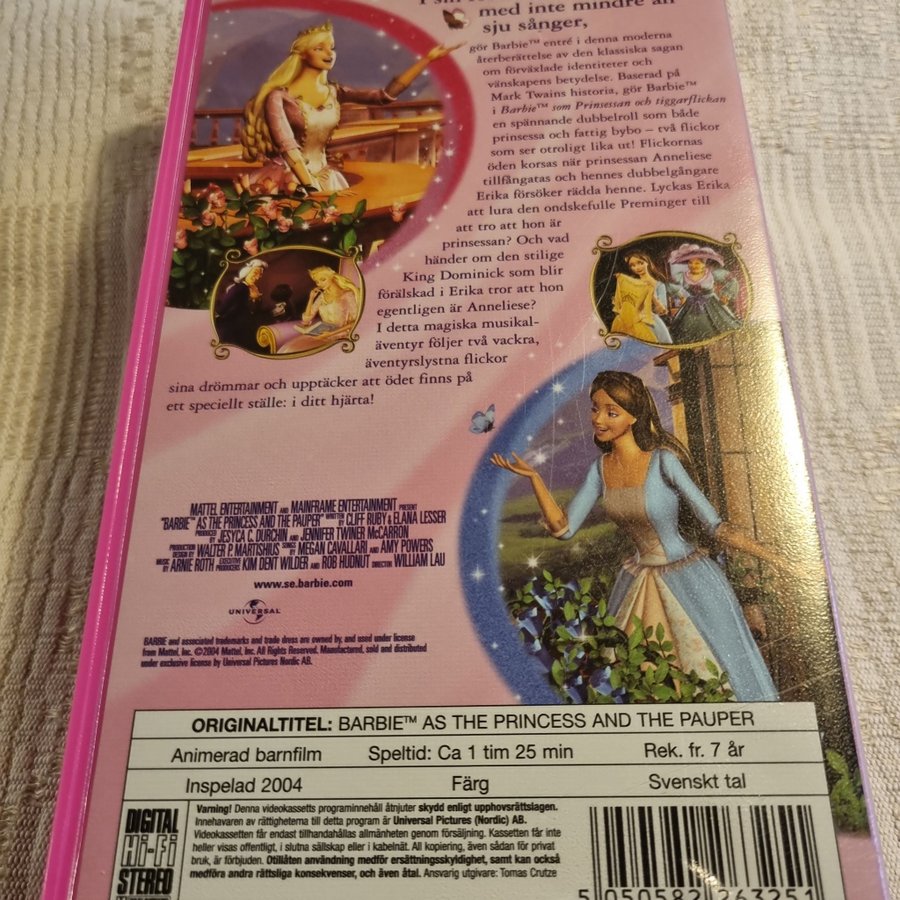 med inte mindre än
sju sånger,
gör Barbie™ entré i denna moderna
återberättelse av den klassiska sagan
om förväxlade identiteter och
vänskapens betydelse. Baserad på
Mark Twains historia, gör Barbie™
i Barbie™ som Prinsessan och tiggarflickan
en spännande dubbelroll som både
prinsessa och fattig bybo – två flickor
som ser otroligt lika ut! Flickornas
öden korsas när prinsessan Anneliese
tillfångatas och hennes dubbelgångare
Erika försöker rädda henne. Lyckas Erika
att lura den ondskefulle Preminger till
att tro att hon är
prinsessan? Och vad
händer om den stilige
King Dominick som blir
förälskad i Erika tror att hon
egentligen är Anneliese?
I detta magiska musikal-
äventyr följer två vackra,
äventyrslystna flickor
sina drömmar och upptäcker att ödet finns på
ett speciellt ställe: i ditt hjärta!
MATTEL ENTERTAINMENT AND MAINFRAME ENTERTAINMENT PRESENT
"BARBIE™ AS THE PRINCESS AND THE PAUPER" WRITTEN BY CLIFF RUBY & ELANA LESSER
PRODUCED BY JESYCA C. DURCHIN AND JENNIFER TWINER McCARRON
PRODUCTION DESIGN BY WALTER P. MARTISHIUS SONGS BY MEGAN CAVALLARI AND AMY POWERS
MUSIC BY ARNIE ROTH EXECUTIVE PRODUCERS KIM DENT WILDER AND ROB HUDNUT DIRECTOR WILLIAM LAU
www.se.barbie.com
UNIVERSAL
BARBIE and associated trademarks and trade dress are owned by, and used under license
from Mattel, Inc. ©2004 Mattel, Inc. All Rights Reserved. Manufactured, sold and distributed
under exclusive license by Universal Pictures Nordic AB.
ORIGINALTITEL: BARBIE™ AS THE PRINCESS AND THE PAUPER
Animerad barnfilm Speltid: Ca 1 tim 25 min Rek. fr. 7 år
Inspelad 2004 Färg Svenskt tal
DIGITAL
Hi-Fi
STEREO
Varning! Denna videokassetts programinnehåll åtnjuter skydd enligt upphovsrättslagen.
Innehavaren av rättigheterna till detta program är Universal Pictures (Nordic) AB.
Videokassetten får endast tillhandahållas allmänheten genom försäljning. Kassetten får inte
heller visas offentligt, i slutna sällskap eller i kabelnät. All kopiering, även sådan för privat
bruk, är förbjuden. Otillåten användning medför ersättningsskyldighet, samt kan också
medföra andra rättsliga konsekvenser, och även åtal. Ansvarig utgivare: Tomas Crutze
5 050582 263251